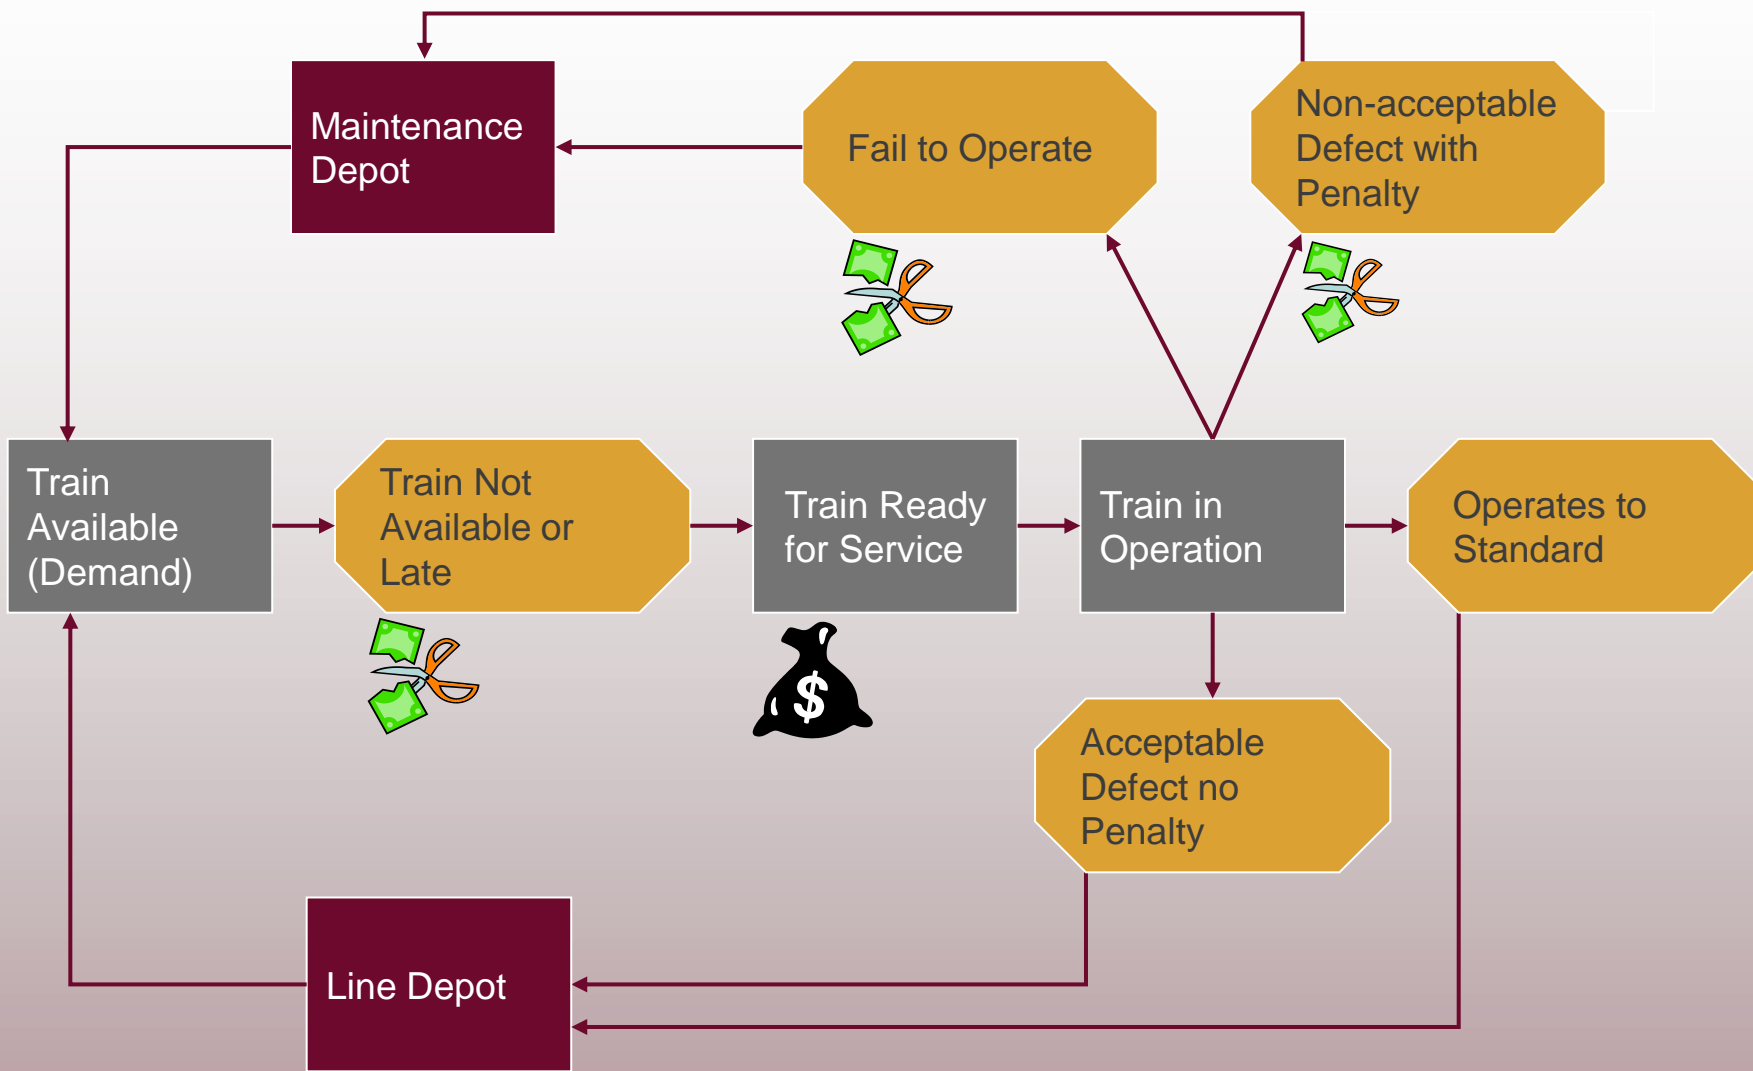 Maintenance
Depot
Fail to Operate
Non-acceptable
Defect with
Penalty
Train
Available
(Demand)
Train Not
Available or
Late
Train Ready
for Service
Train in
Operation
Operates to
Standard
$
Acceptable
Defect no
Penalty
Line Depot